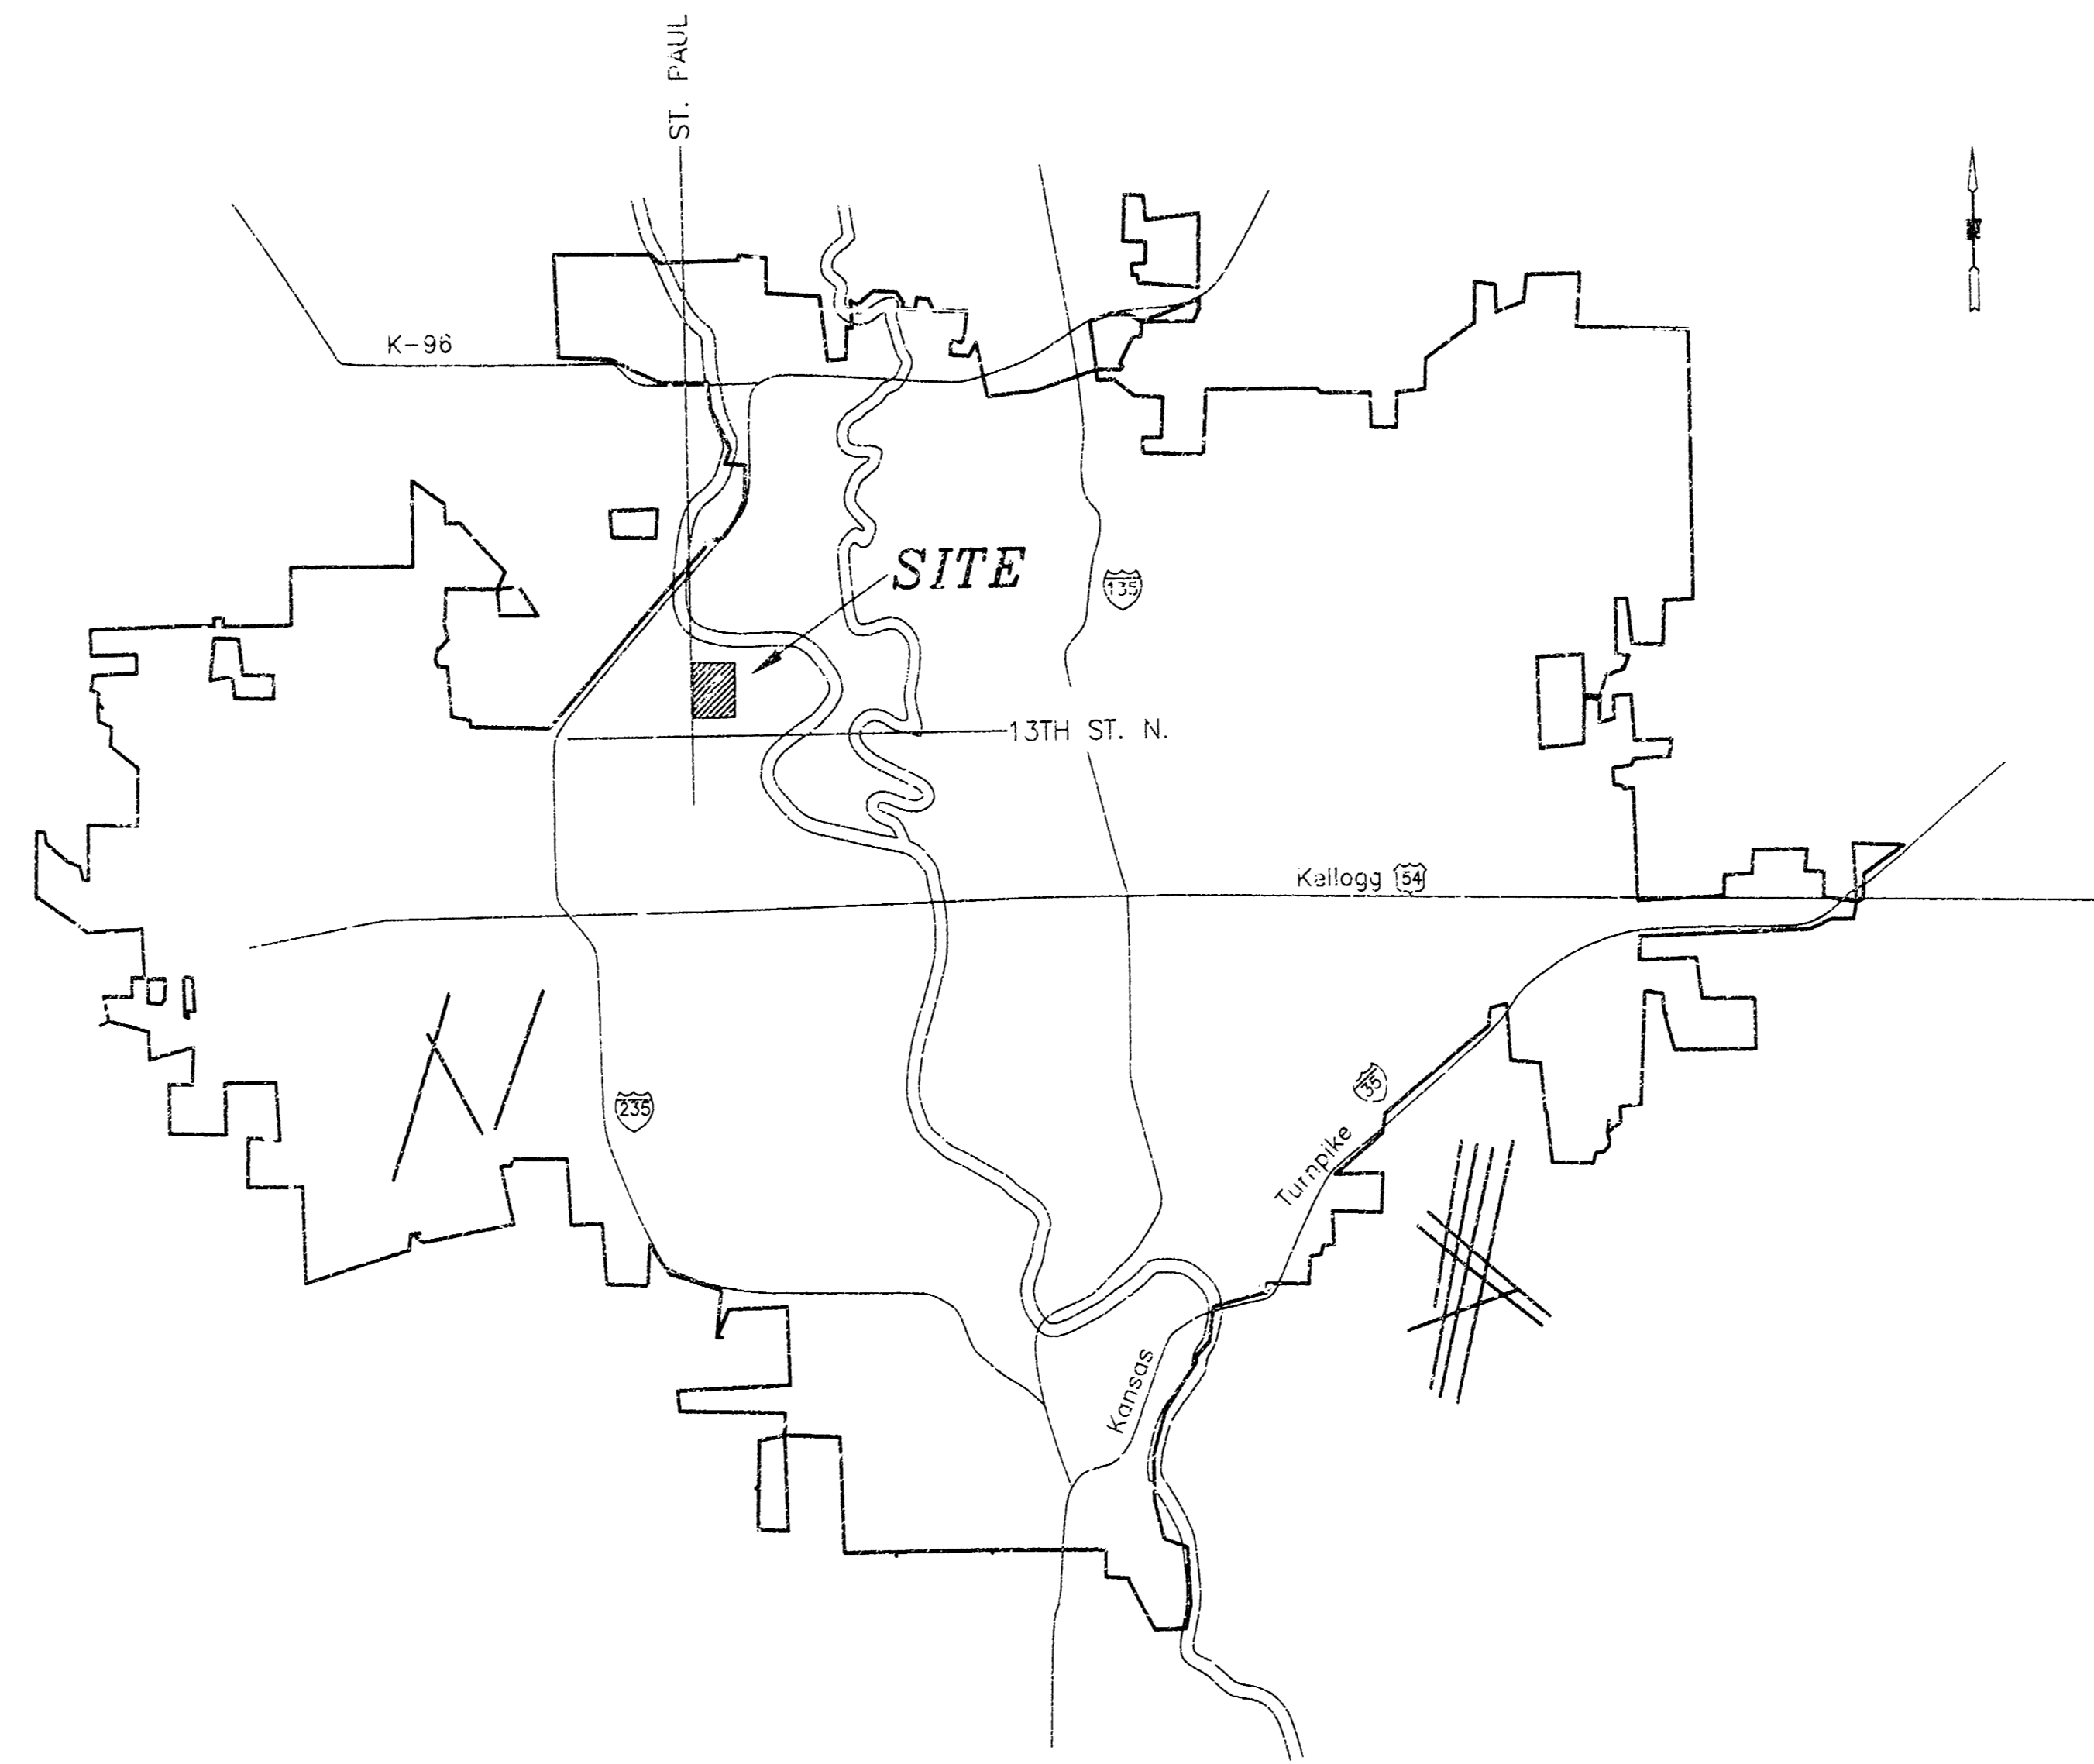 ST. PAUL
K-96
SITE
135
13TH ST. N.
Kellogg 54
35
235
Turnpike
Kansas